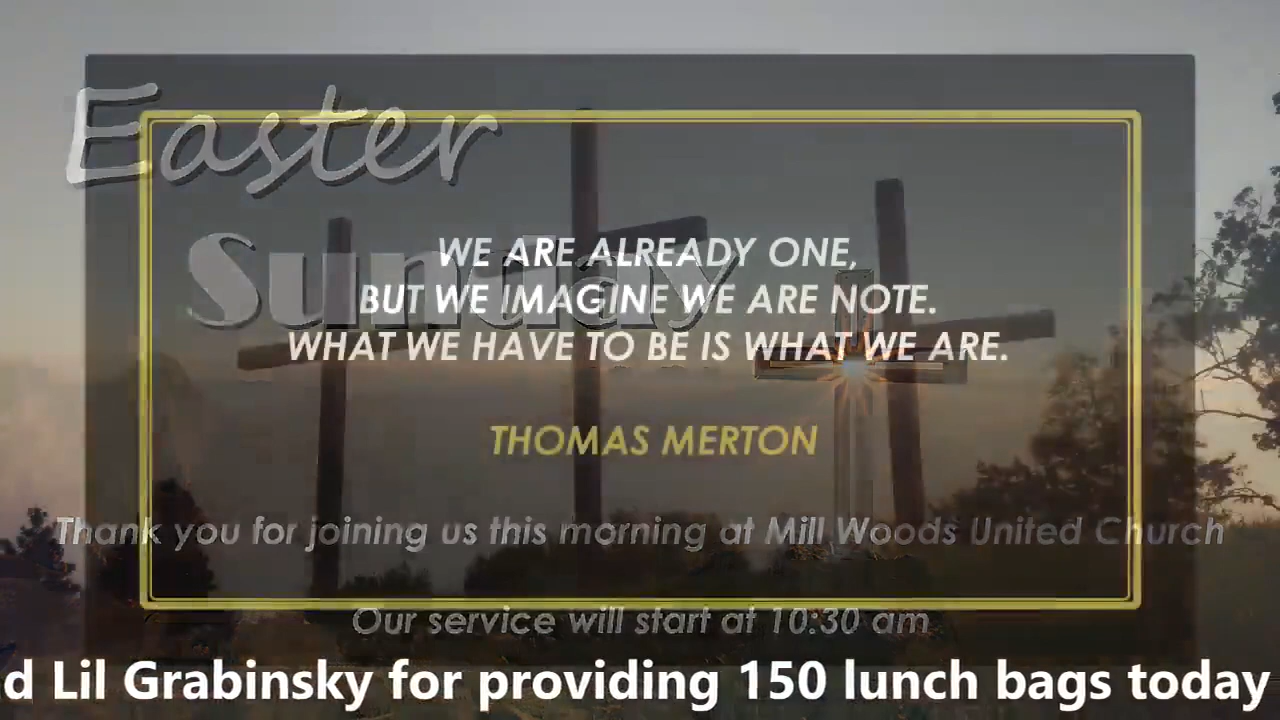 Easter
Sunday
WE ARE ALREADY ONE,
BUT WE IMAGINE WE ARE NOTE.
WHAT WE HAVE TO BE IS WHAT WE ARE.
THOMAS MERTON
Thank you for joining us this morning at Mill Woods United Church
Our service will start at 10:30 am
d Lil Grabinsky for providing 150 lunch bags today